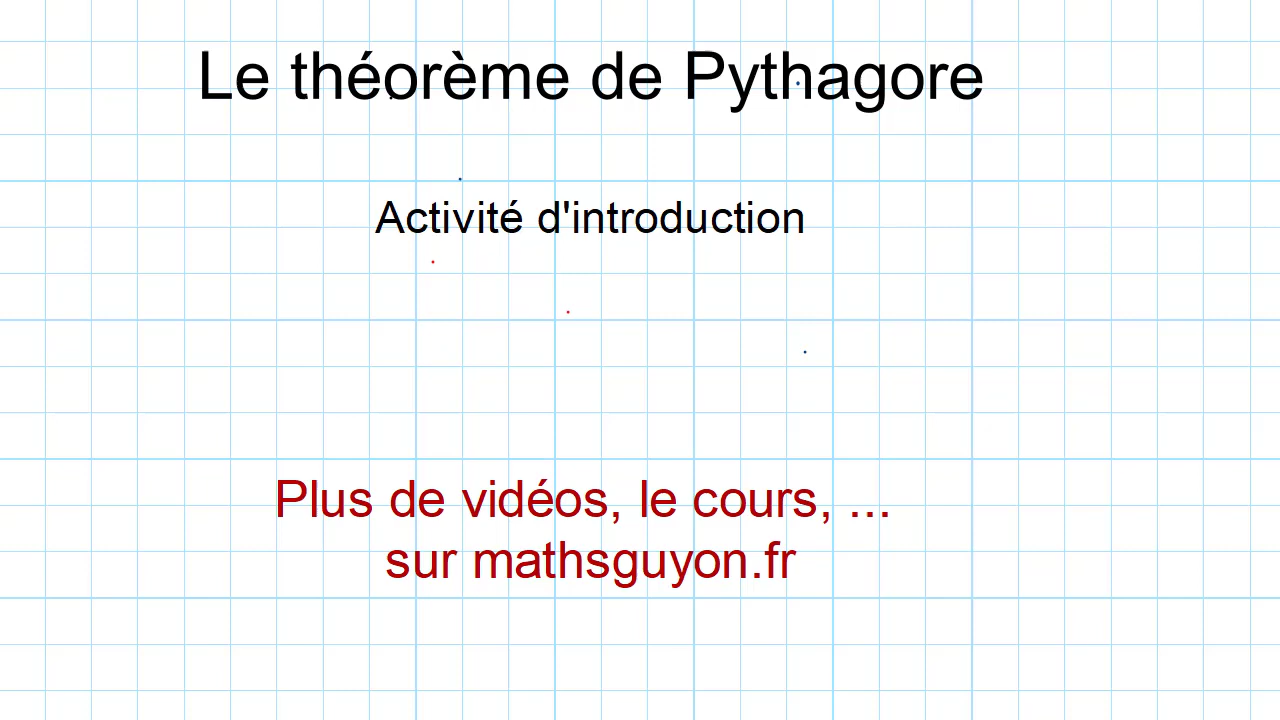 Le théorème de Pythagore
Activité d'introduction
Plus de vidéos, le cours, ...
sur mathsguyon.fr